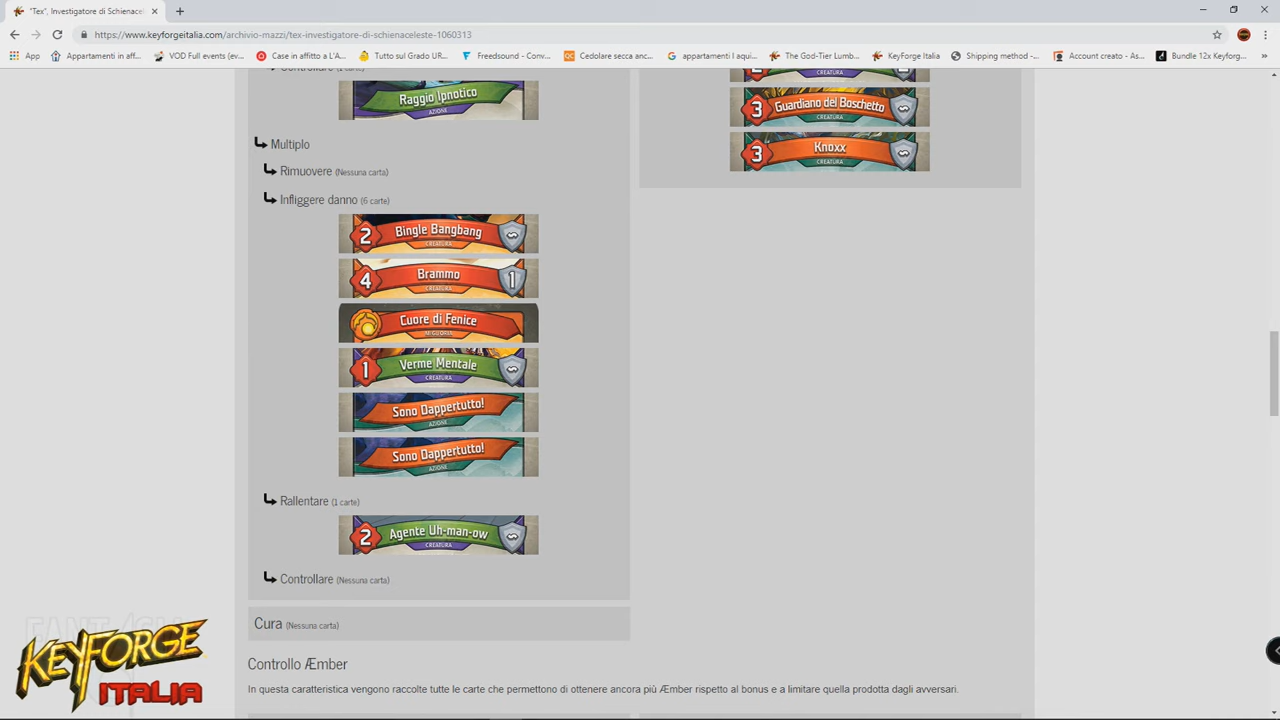 "Tex", Investigatore di Schienacel
https://www.keyforgeitalia.com/archivio-mazzi/tex-investigatore-di-schienaceleste-1060313
App
Appartamenti in aff...
VOD Full events (ev...
Case in affitto a L'A...
Tutto sul Grado UR...
Freedsound - Conv...
Cedolare secca anc...
appartamenti l aqui...
The God-Tier Lumb...
KeyForge Italia
Shipping method -...
Account creato - As...
Bundle 12x Keyforg...
Raggio Ipnotico
AZIONE
Multiplo
Rimuovere (Nessuna carta)
Infliggere danno (6 carte)
2 Bingle Bangbang
CREATURA
4 Brammo 1
CREATURA
Cuore di Fenice
1 Verme Mentale
CREATURA
Sono Dappertutto!
AZIONE
Sono Dappertutto!
AZIONE
Rallentare (1 carte)
2 Agente Uh-man-ow
CREATURA
Controllare (Nessuna carta)
Cura (Nessuna carta)
Controllo Æmber
In questa caratteristica vengono raccolte tutte le carte che permettono di ottenere ancora più Æmber rispetto al bonus e a limitare quella prodotta dagli avversari.
CREATURA
3 Guardiano del Boschetto
CREATURA
3 Knoxx
CREATURA
KEYFORGE
ITALIA